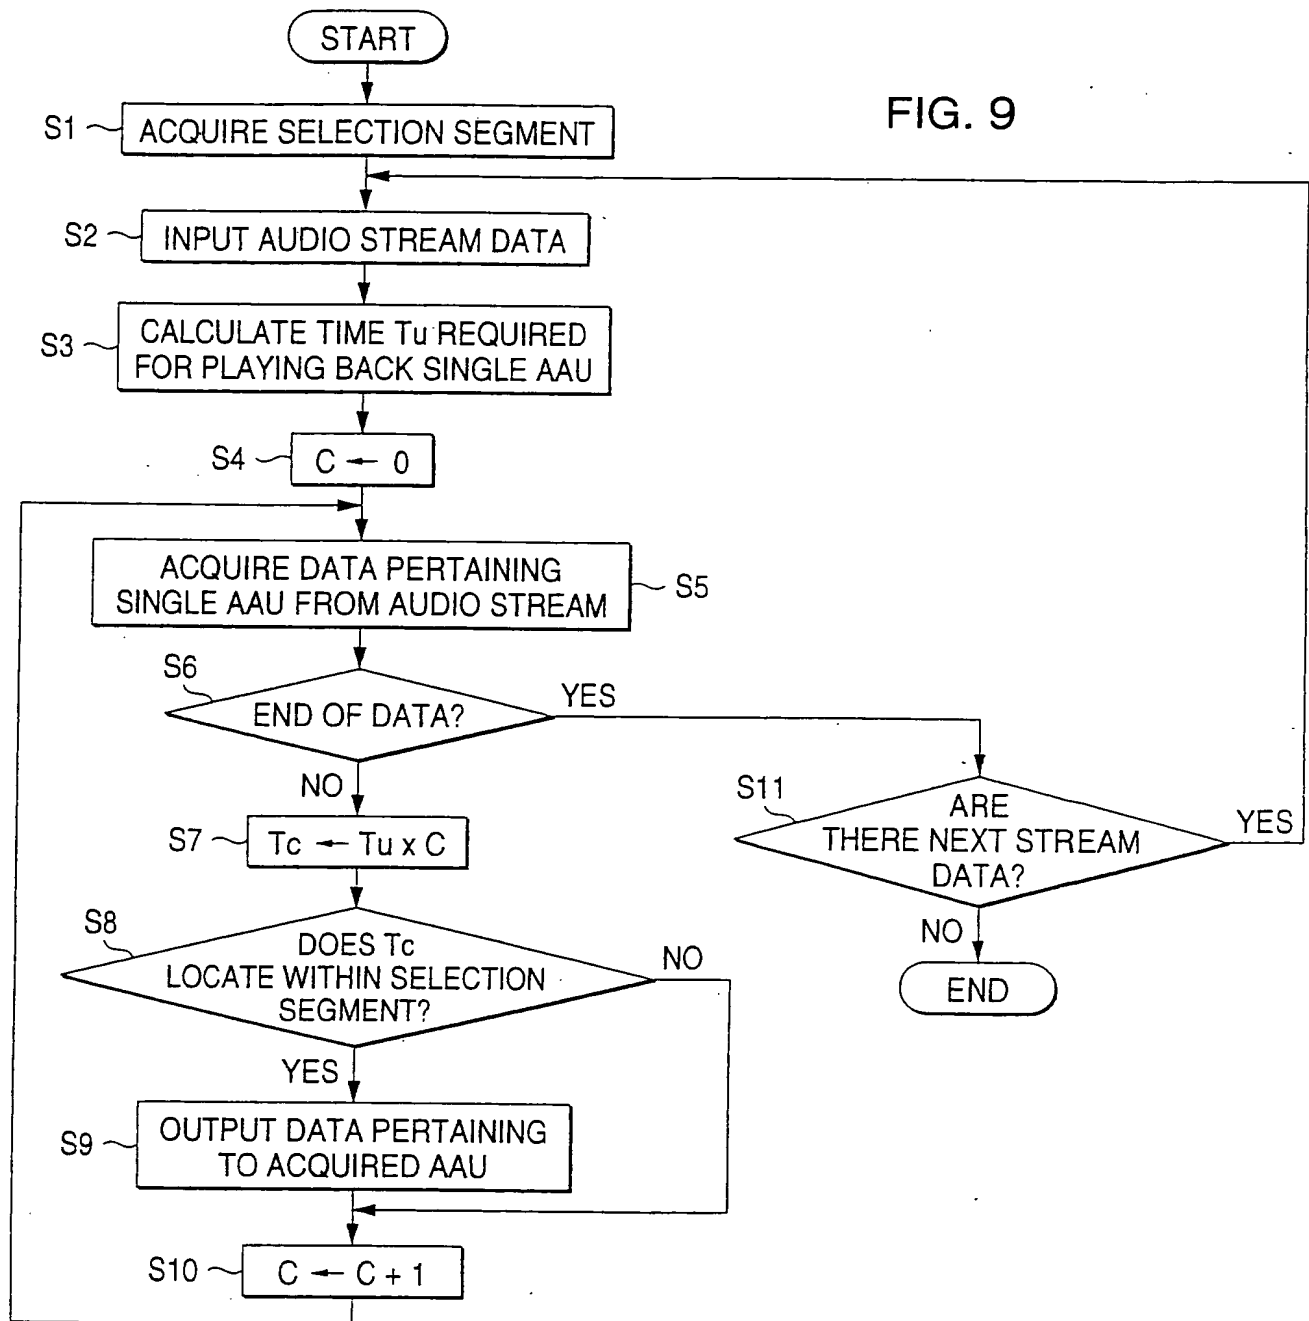 START
FIG. 9
S1
ACQUIRE SELECTION SEGMENT
S2
INPUT AUDIO STREAM DATA
S3
CALCULATE TIME Tu REQUIRED
FOR PLAYING BACK SINGLE AAU
S4
C ← 0
ACQUIRE DATA PERTAINING
SINGLE AAU FROM AUDIO STREAM
S5
S6
END OF DATA?
YES
NO
S7
Tc ← Tu x C
S11
ARE
THERE NEXT STREAM
DATA?
YES
NO
END
S8
DOES Tc
LOCATE WITHIN SELECTION
SEGMENT?
NO
YES
S9
OUTPUT DATA PERTAINING
TO ACQUIRED AAU
S10
C ← C + 1